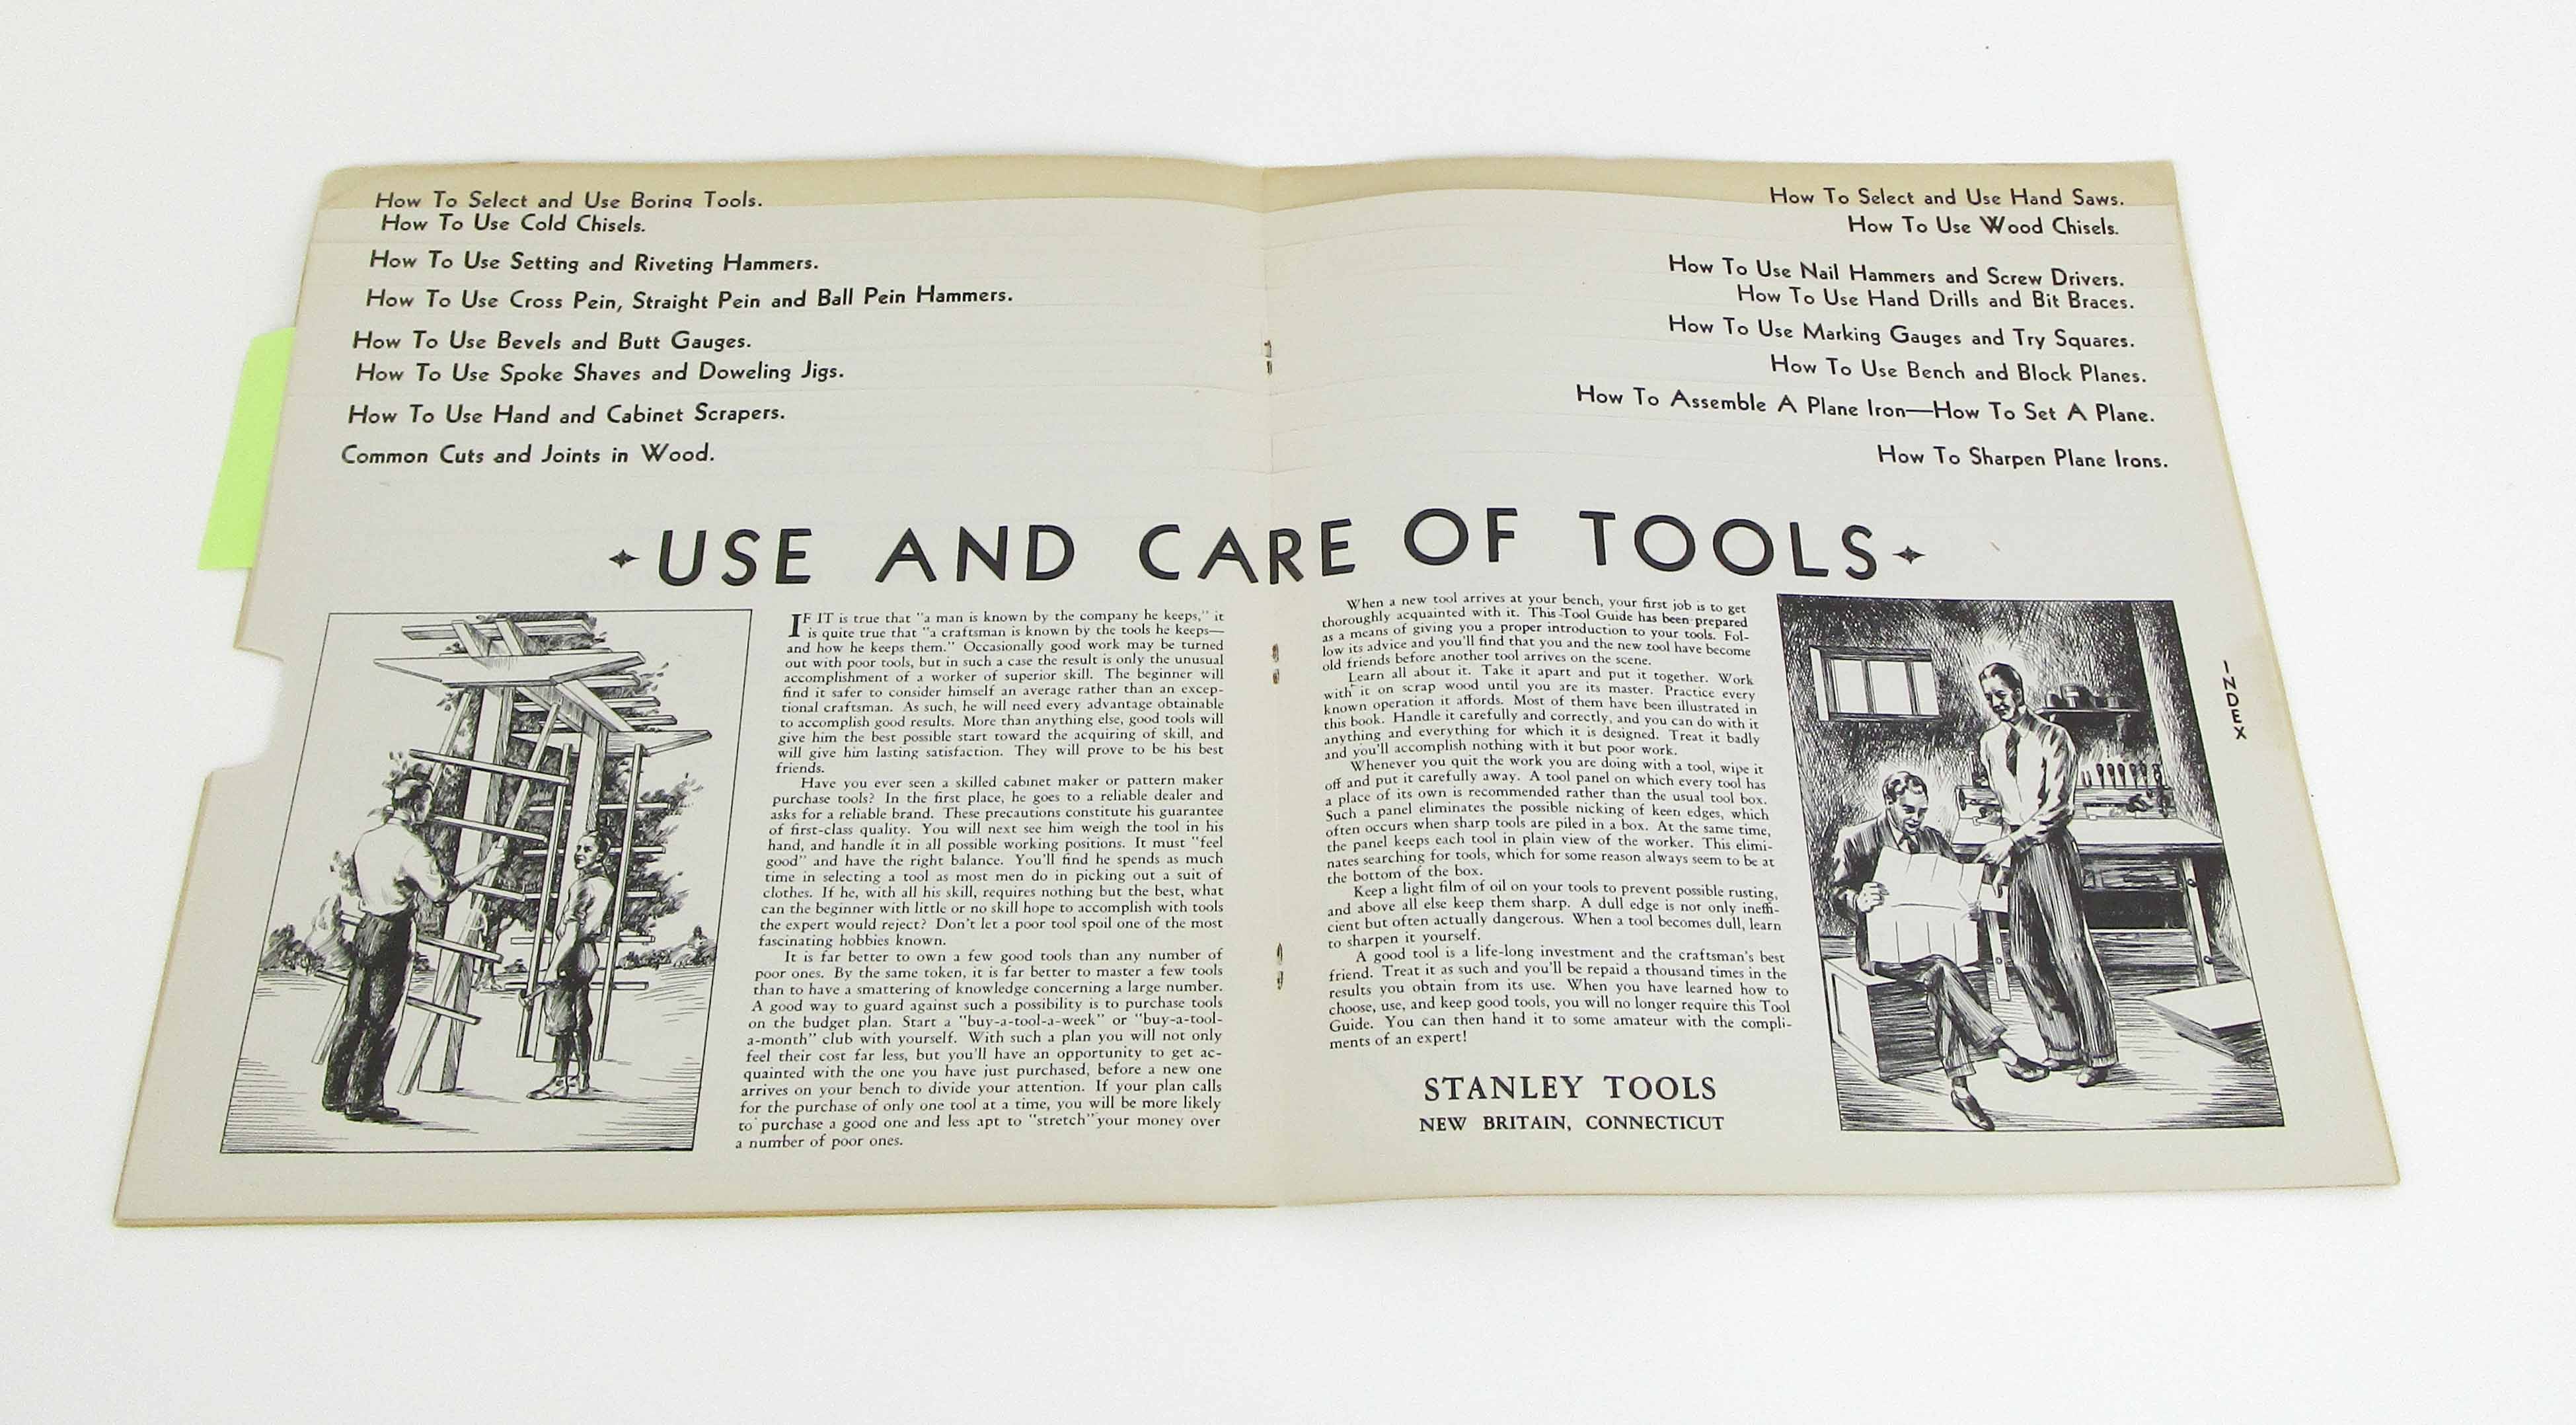 How To Select and Use Boring Tools.
How To Use Cold Chisels.
How To Use Setting and Riveting Hammers.
How To Use Cross Pein, Straight Pein and Ball Pein Hammers.
How To Use Bevels and Butt Gauges.
How To Use Spoke Shaves and Doweling Jigs.
How To Use Hand and Cabinet Scrapers.
Common Cuts and Joints in Wood.
How To Select and Use Hand Saws.
How To Use Wood Chisels.
How To Use Nail Hammers and Screw Drivers.
How To Use Hand Drills and Bit Braces.
How To Use Marking Gauges and Try Squares.
How To Use Bench and Block Planes.
How To Assemble A Plane Iron—How To Set A Plane.
How To Sharpen Plane Irons.
USE AND CARE OF TOOLS
IF IT is true that "a man is known by the company he keeps," it
is quite true that "a craftsman is known by the tools he keeps—
and how he keeps them." Occasionally good work may be turned
out with poor tools, but in such a case the result is only the unusual
accomplishment of a worker of superior skill. The beginner will
find it safer to consider himself an average rather than an excep-
tional craftsman. As such, he will need every advantage obtainable
to accomplish good results. More than anything else, good tools will
give him the best possible start toward the acquiring of skill, and
will give him lasting satisfaction. They will prove to be his best
friends.
Have you ever seen a skilled cabinet maker or pattern maker
purchase tools? In the first place, he goes to a reliable dealer and
asks for a reliable brand. These precautions constitute his guarantee
of first-class quality. You will next see him weigh the tool in his
hand, and handle it in all possible working positions. It must "feel
good" and have the right balance. You'll find he spends as much
time in selecting a tool as most men do in picking out a suit of
clothes. If he, with all his skill, requires nothing but the best, what
can the beginner with little or no skill hope to accomplish with tools
the expert would reject? Don't let a poor tool spoil one of the most
fascinating hobbies known.
It is far better to own a few good tools than any number of
poor ones. By the same token, it is far better to master a few tools
than to have a smattering of knowledge concerning a large number.
A good way to guard against such a possibility is to purchase tools
on the budget plan. Start a "buy-a-tool-a-week" or "buy-a-tool-
a-month" club with yourself. With such a plan you will not only
feel their cost far less, but you'll have an opportunity to get ac-
quainted with the one you have just purchased, before a new one
arrives on your bench to divide your attention. If your plan calls
for the purchase of only one tool at a time, you will be more likely
to purchase a good one and less apt to "stretch" your money over
a number of poor ones.
When a new tool arrives at your bench, your first job is to get
thoroughly acquainted with it. This Tool Guide has been prepared
as a means of giving you a proper introduction to your tools. Fol-
low its advice and you'll find that you and the new tool have become
old friends before another tool arrives on the scene.
Learn all about it. Take it apart and put it together. Work
with it on scrap wood until you are its master. Practice every
known operation it affords. Most of them have been illustrated in
this book. Handle it carefully and correctly, and you can do with it
anything and everything for which it is designed. Treat it badly
and you'll accomplish nothing with it but poor work.
Whenever you quit the work you are doing with a tool, wipe it
off and put it carefully away. A tool panel on which every tool has
a place of its own is recommended rather than the usual tool box.
Such a panel eliminates the possible nicking of keen edges, which
often occurs when sharp tools are piled in a box. At the same time,
the panel keeps each tool in plain view of the worker. This elimi-
nates searching for tools, which for some reason always seem to be at
the bottom of the box.
Keep a light film of oil on your tools to prevent possible rusting,
and above all else keep them sharp. A dull edge is not only ineffi-
cient but often actually dangerous. When a tool becomes dull, learn
to sharpen it yourself.
A good tool is a life-long investment and the craftsman's best
friend. Treat it as such and you'll be repaid a thousand times in the
results you obtain from its use. When you have learned how to
choose, use, and keep good tools, you will no longer require this Tool
Guide. You can then hand it to some amateur with the compli-
ments of an expert!
STANLEY TOOLS
NEW BRITAIN, CONNECTICUT
INDEX